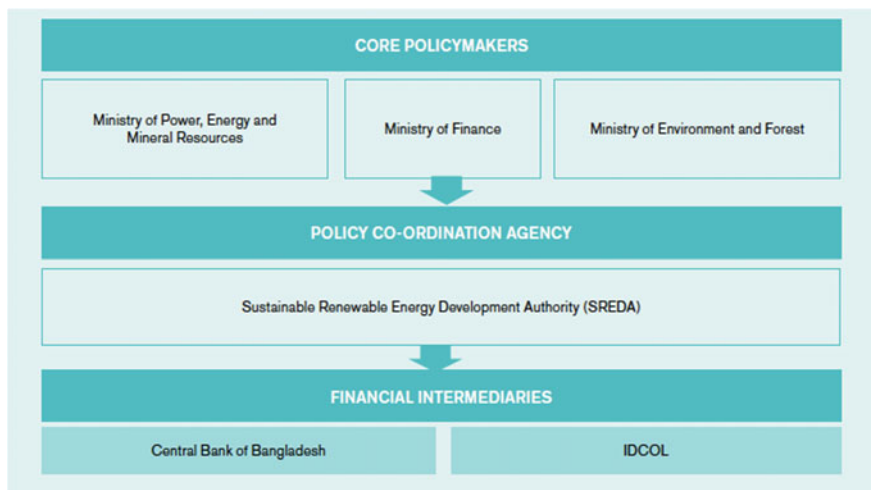 CORE POLICYMAKERS
Ministry of Power, Energy and
Mineral Resources
Ministry of Finance
Ministry of Environment and Forest
POLICY CO-ORDINATION AGENCY
Sustainable Renewable Energy Development Authority (SREDA)
FINANCIAL INTERMEDIARIES
Central Bank of Bangladesh
IDCOL